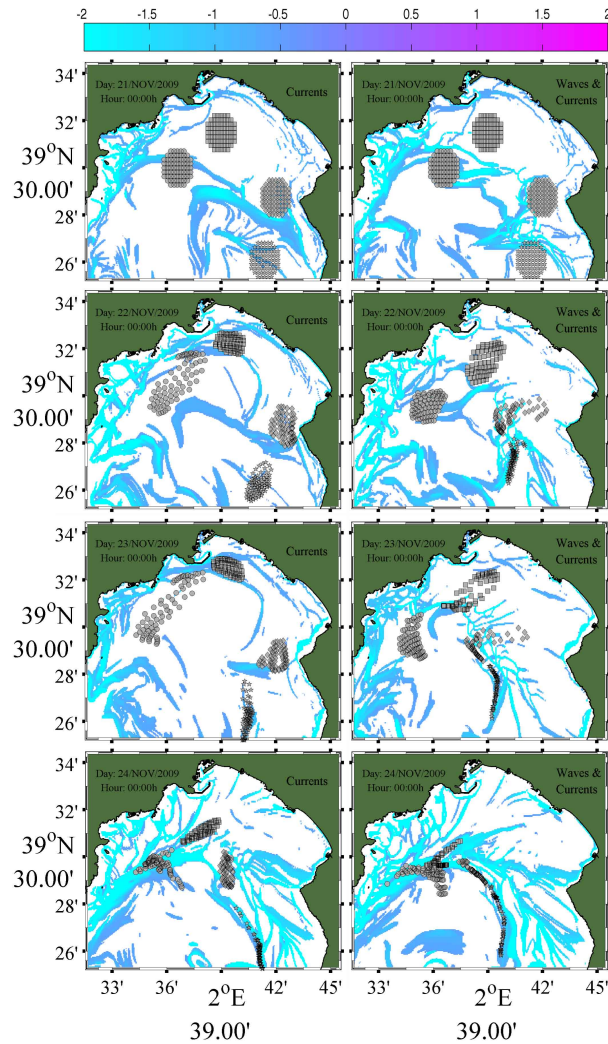 -2 -1.5 -1 -0.5 0 0.5 1 1.5 2
34' Day: 21/NOV/2009 Hour: 00:00h Currents
Day: 21/NOV/2009 Hour: 00:00h Waves & Currents
32'
39°N
30.00'
28'
26'
34' Day: 22/NOV/2009 Hour: 00:00h Currents
Day: 22/NOV/2009 Hour: 00:00h Waves & Currents
32'
39°N
30.00'
28'
26'
34' Day: 23/NOV/2009 Hour: 00:00h Currents
Day: 23/NOV/2009 Hour: 00:00h Waves & Currents
32'
39°N
30.00'
28'
26'
34' Day: 24/NOV/2009 Hour: 00:00h Currents
Day: 24/NOV/2009 Hour: 00:00h Waves & Currents
32'
39°N
30.00'
28'
26'
33' 36' 2°E 42' 45' 33' 36' 2°E 42' 45'
39.00' 39.00'